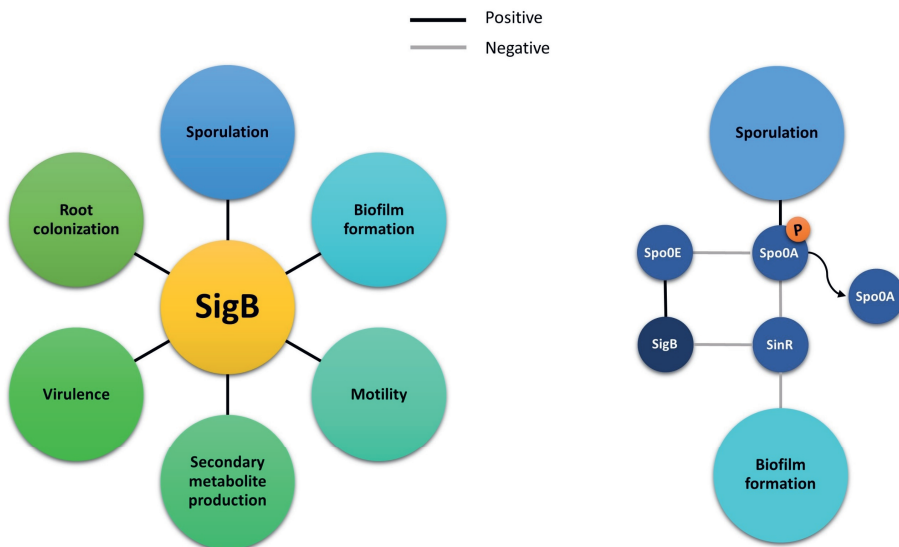 Positive
Negative
Sporulation
Root
colonization
Biofilm
formation
SigB
Virulence
Motility
Secondary
metabolite
production
Sporulation
P
Spo0E
Spo0A
Spo0A
SigB
SinR
Biofilm
formation